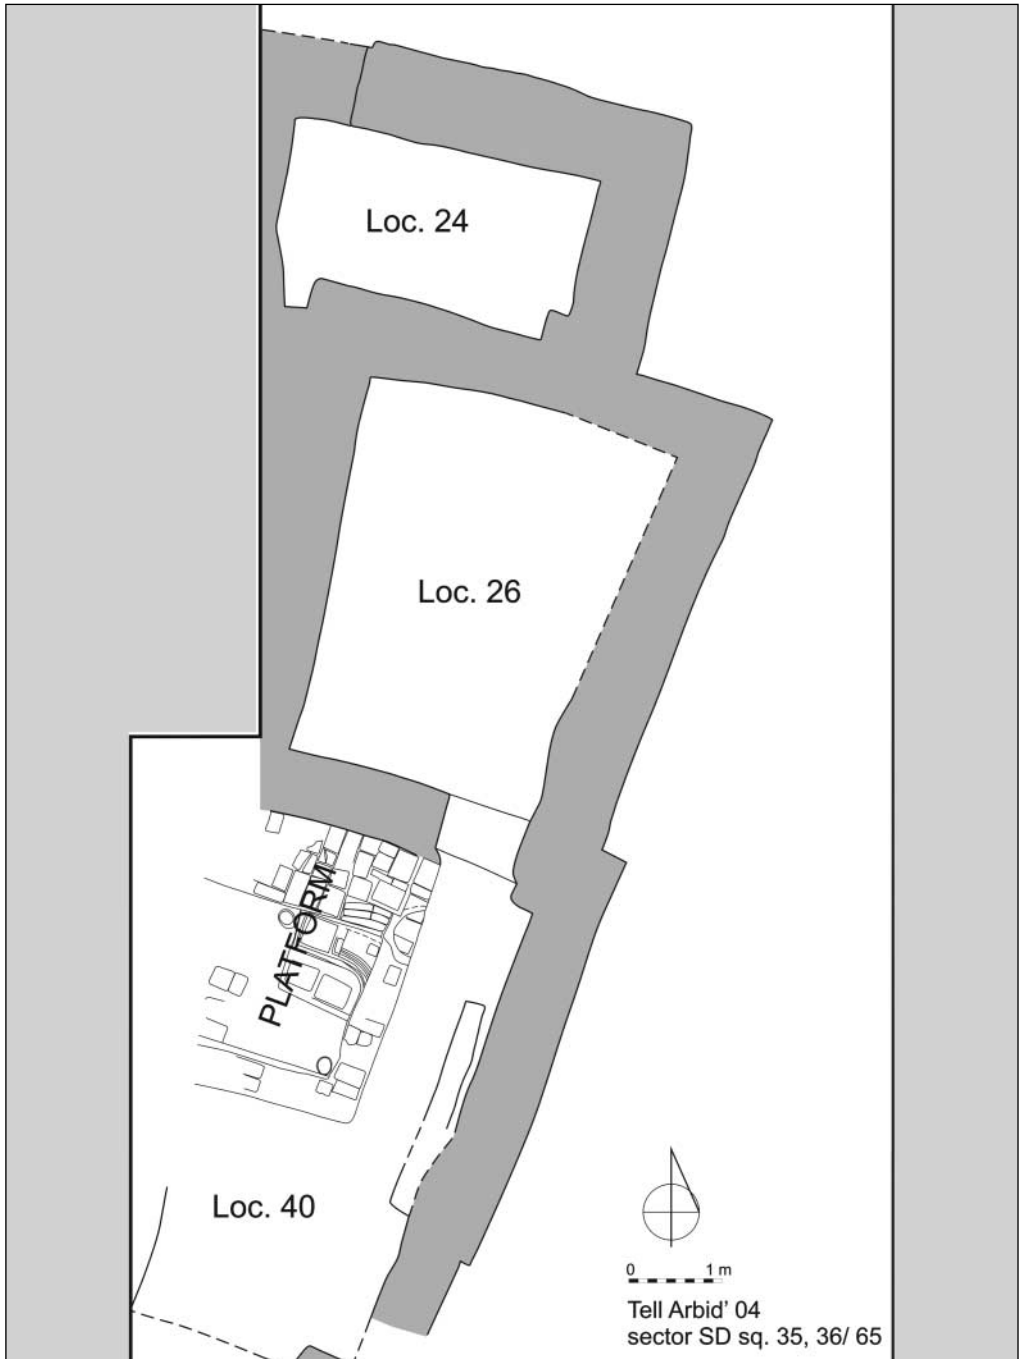 Loc. 24
Loc. 26
PLATFORM
Loc. 40
0 1 m
Tell Arbid' 04
sector SD sq. 35, 36/ 65